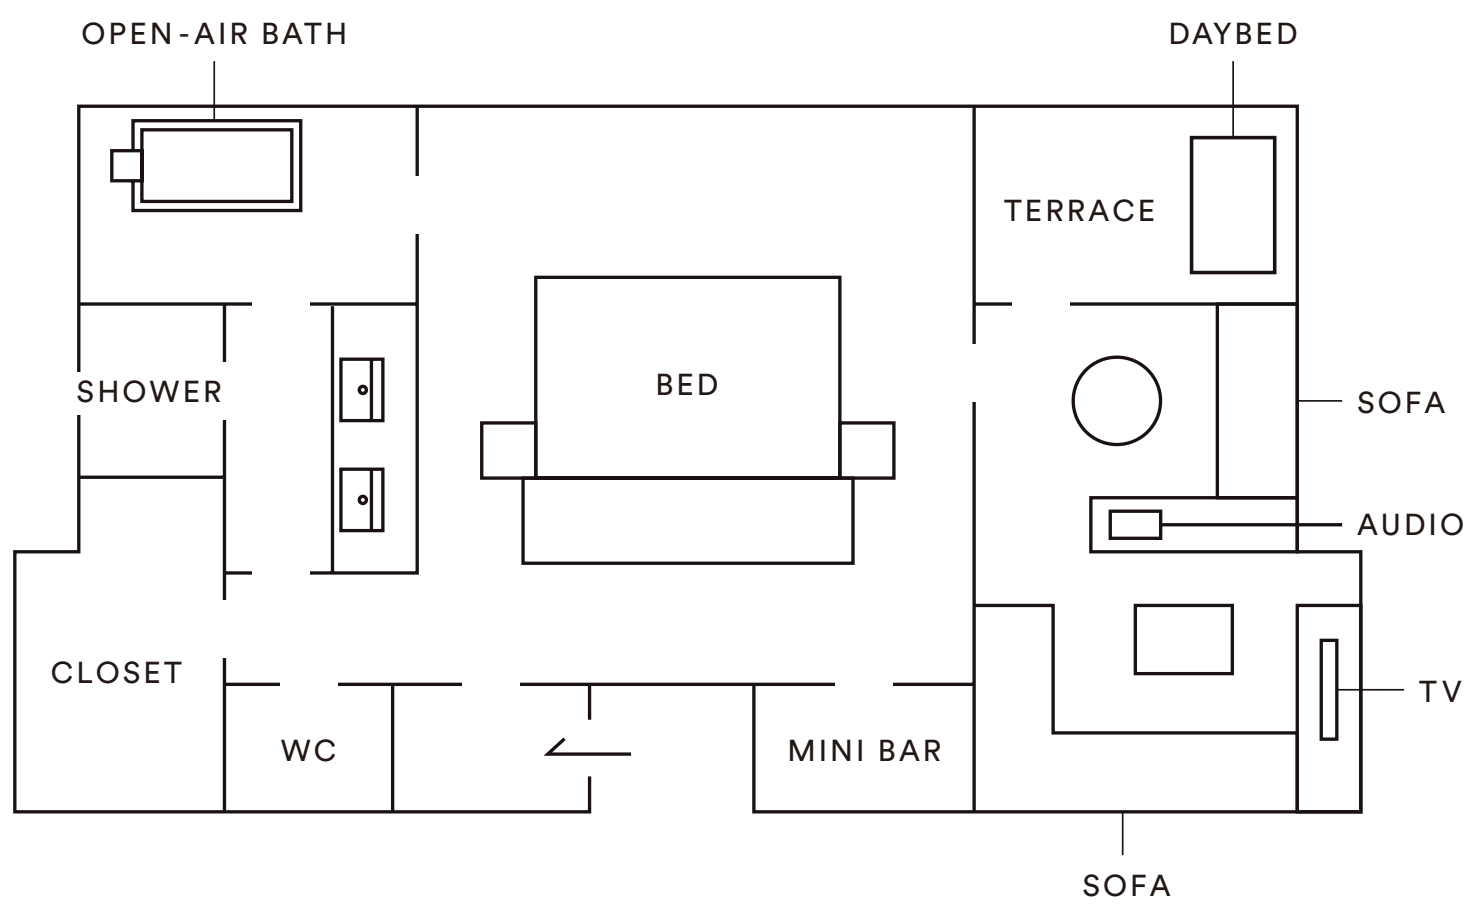 OPEN-AIR BATH
DAYBED
TERRACE
SHOWER
BED
SOFA
AUDIO
CLOSET
TV
WC
MINI BAR
SOFA